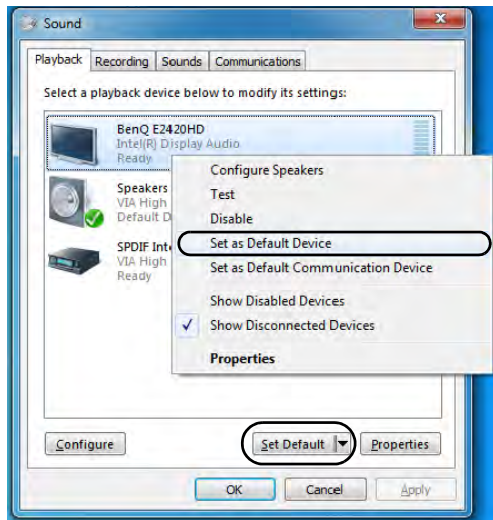 Sound
Playback Recording Sounds Communications
Select a playback device below to modify its settings:
BenQ E2420HD
Intel(R) Display Audio
Ready
Configure Speakers
Speakers
Test
VIA High
Default D
Disable
SPDIF Int
Set as Default Device
VIA High
Set as Default Communication Device
Ready
Show Disabled Devices
Show Disconnected Devices
Properties
Configure Set Default Properties
OK Cancel Apply